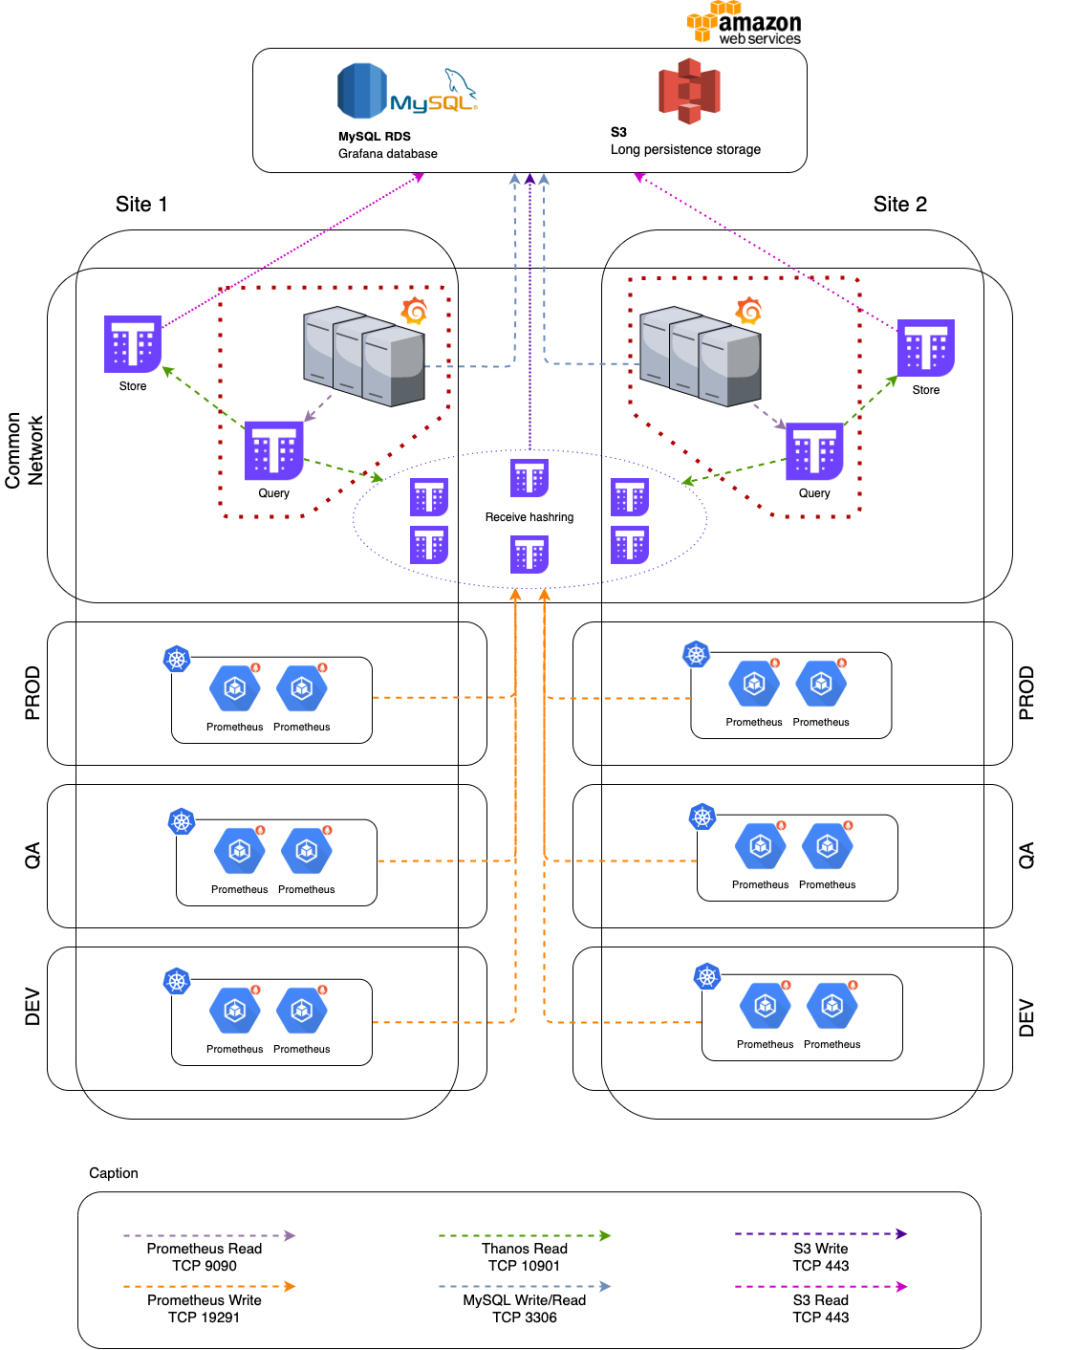 amazon
web services
MySQL
MySQL RDS
Grafana database
S3
Long persistence storage
Site 1
Site 2
Common
Network
Store
Query
Store
Query
Receive hashring
PROD
Prometheus
Prometheus
Prometheus
Prometheus
PROD
QA
Prometheus
Prometheus
Prometheus
Prometheus
QA
DEV
Prometheus
Prometheus
Prometheus
Prometheus
DEV
Caption
Prometheus Read
TCP 9090
Thanos Read
TCP 10901
S3 Write
TCP 443
Prometheus Write
TCP 19291
MySQL Write/Read
TCP 3306
S3 Read
TCP 443